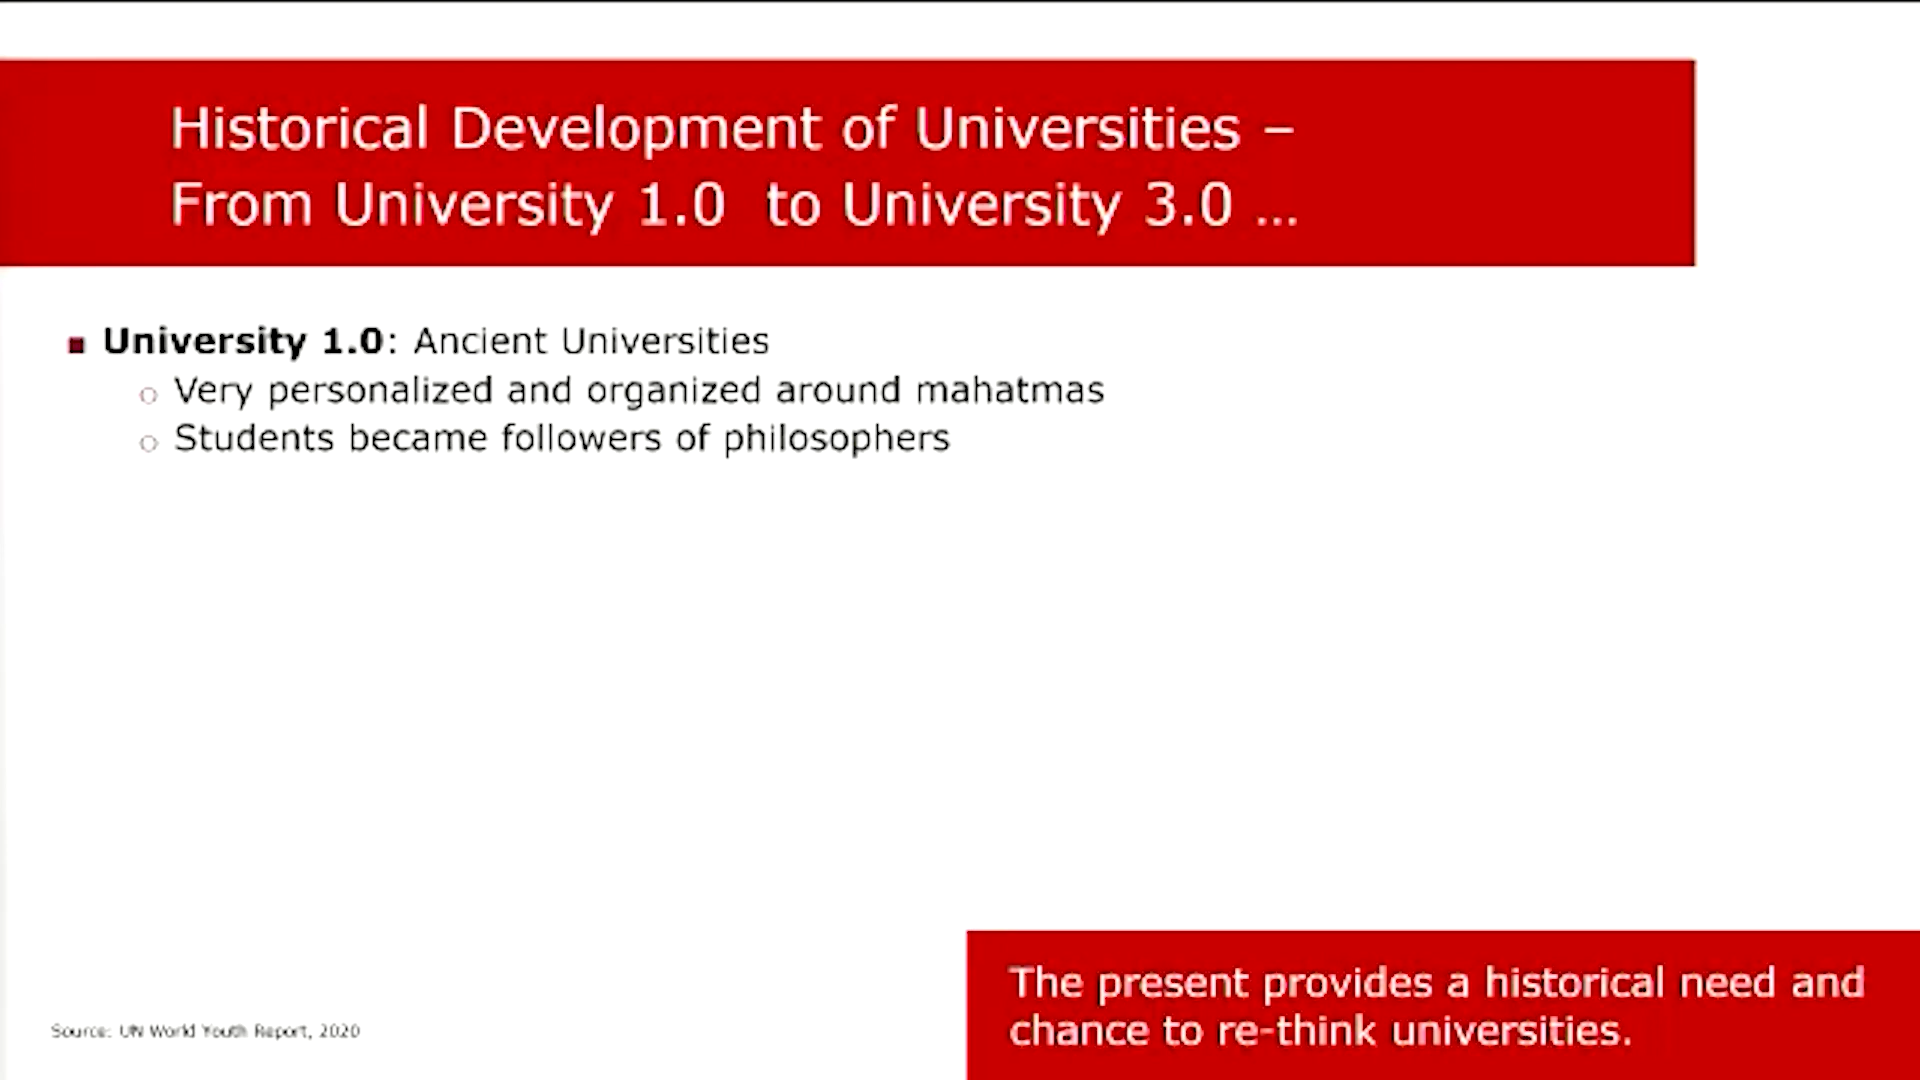 Historical Development of Universities –
From University 1.0 to University 3.0 ...
University 1.0: Ancient Universities
Very personalized and organized around mahatmas
Students became followers of philosophers
The present provides a historical need and
chance to re-think universities.
Source: UN World Youth Report, 2020